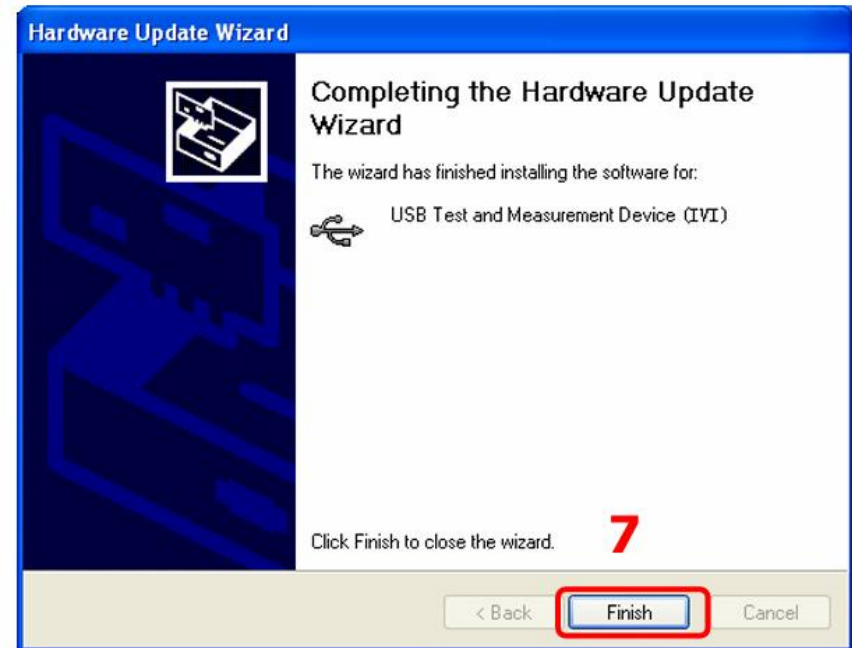 Hardware Update Wizard
Completing the Hardware Update
Wizard
The wizard has finished installing the software for:
USB Test and Measurement Device (IVI)
Click Finish to close the wizard.
7
< Back
Finish
Cancel